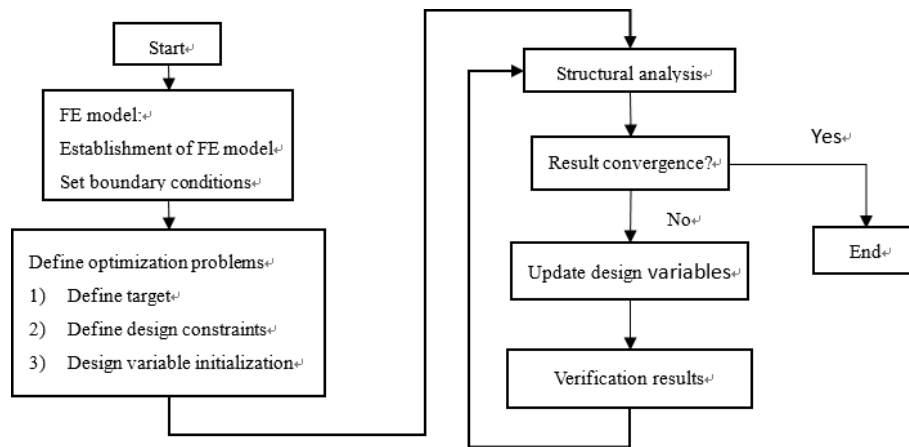 Start
FE model:
Establishment of FE model
Set boundary conditions
Define optimization problems
1) Define target
2) Define design constraints
3) Design variable initialization
Structural analysis
Result convergence?
Yes
No
End
Update design variables
Verification results